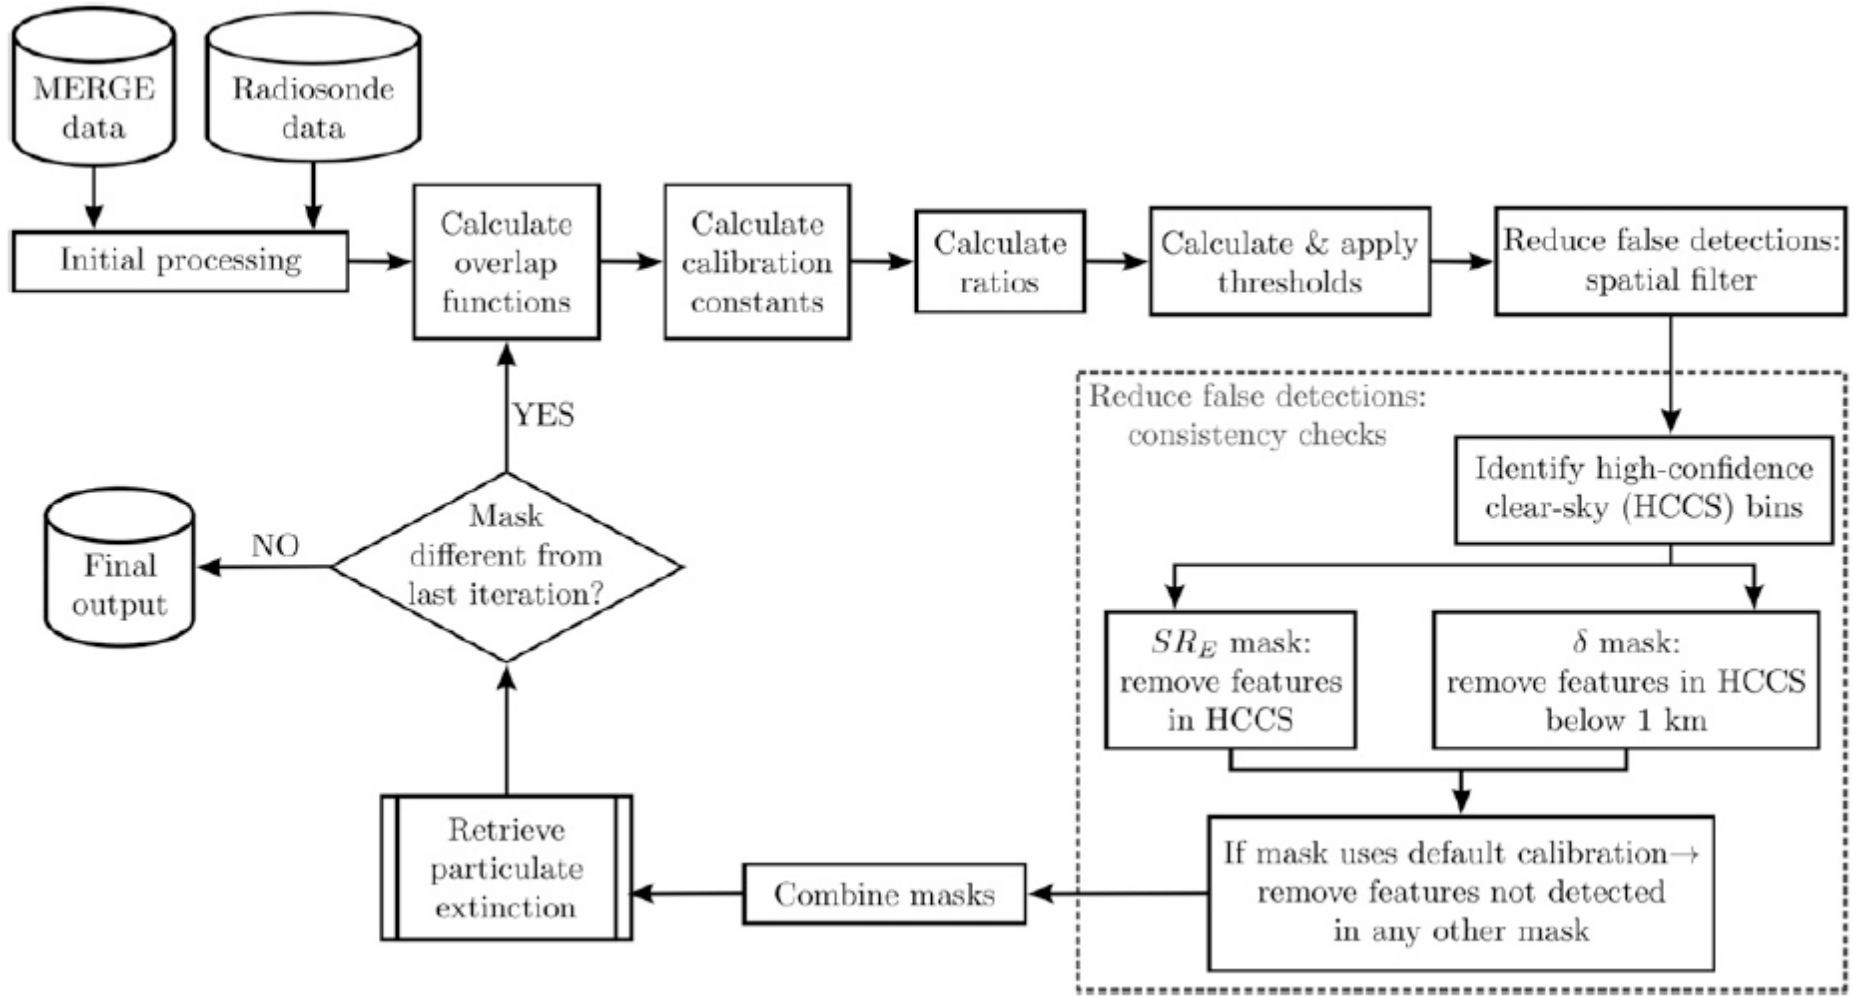 MERGE
data
Radiosonde
data
Initial processing
Calculate
overlap
functions
Calculate
calibration
constants
Calculate
ratios
Calculate & apply
thresholds
Reduce false detections:
spatial filter
Reduce false detections:
consistency checks
Identify high-confidence
clear-sky (HCCS) bins
SR_E mask:
remove features
in HCCS
δ mask:
remove features in HCCS
below 1 km
If mask uses default calibration→
remove features not detected
in any other mask
Combine masks
Retrieve
particulate
extinction
Mask
different from
last iteration?
YES
NO
Final
output